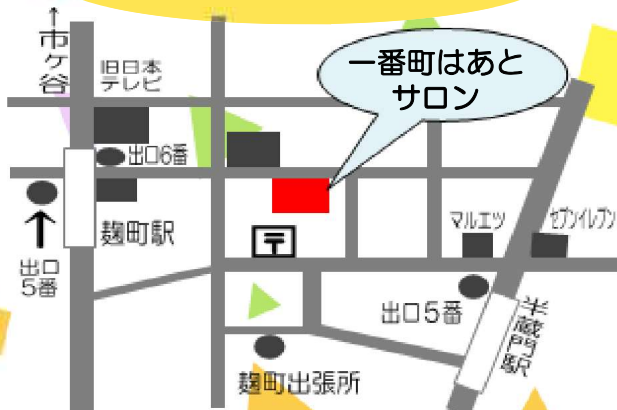 ↑
市ヶ谷
旧日本
テレビ
一番町はあと
サロン
出口6番
麹町駅
〒
マルエツ
セブンイレブン
↑
出口
5番
出口5番
半蔵門駅
麹町出張所